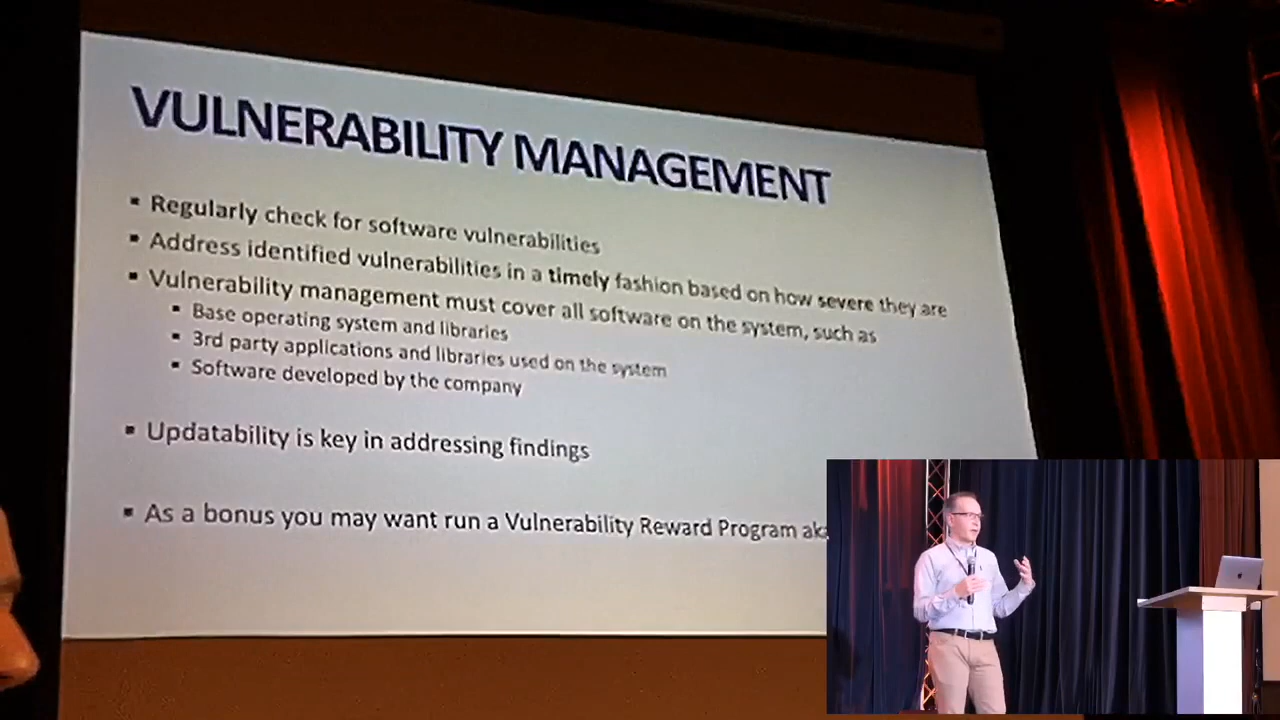 VULNERABILITY MANAGEMENT
▪ Regularly check for software vulnerabilities
▪ Address identified vulnerabilities in a timely fashion based on how severe they are
▪ Vulnerability management must cover all software on the system, such as
▪ Base operating system and libraries
▪ 3rd party applications and libraries used on the system
▪ Software developed by the company
▪ Updatability is key in addressing findings
▪ As a bonus you may want run a Vulnerability Reward Program aka